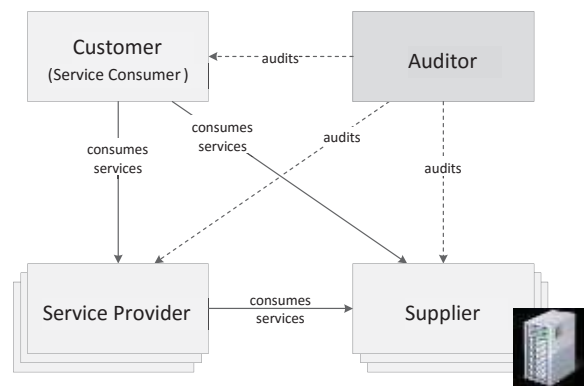 Customer
(Service Consumer)
Auditor
audits
consumes
services
consumes
services
audits
audits
Service Provider
consumes
services
Supplier